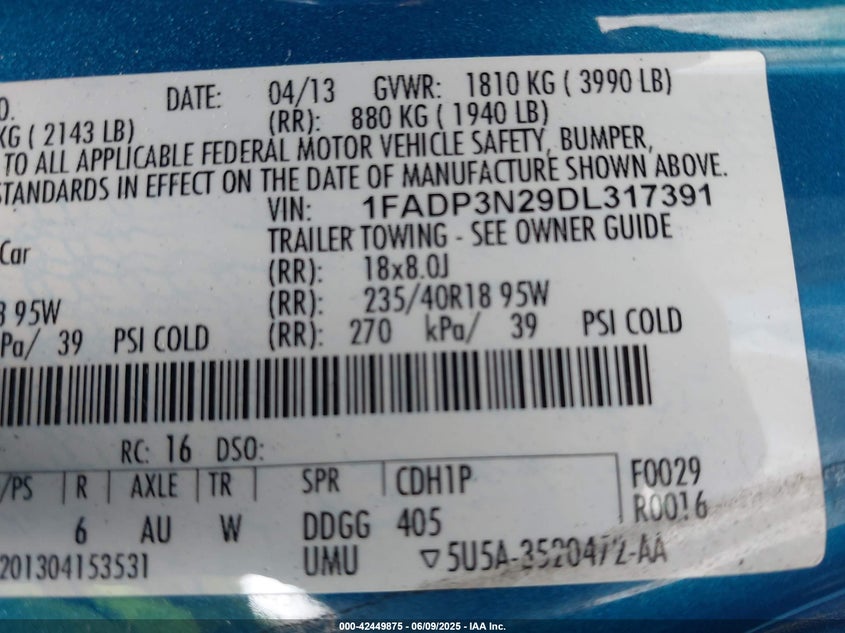 O.
DATE: 04/13 GVWR: 1810 KG ( 3990 LB)
KG ( 2143 LB) (RR): 880 KG ( 1940 LB)
TO ALL APPLICABLE FEDERAL MOTOR VEHICLE SAFETY, BUMPER,
STANDARDS IN EFFECT ON THE DATE OF MANUFACTURE SHOWN ABOVE.
VIN: 1FADP3N29DL317391
Car TRAILER TOWING - SEE OWNER GUIDE
(RR): 18x8.0J
95W (RR): 235/40R18 95W
Pa/ 39 PSI COLD (RR): 270 kPa/ 39 PSI COLD
RC: 16 DSO:
/PS R AXLE TR SPR CDH1P F0029
6 AU W DDGG 405 R0016
201304153531 UMU ▽5U5A-3520472-AA
000-42449875 | 06/09/2025 - IAA Inc.